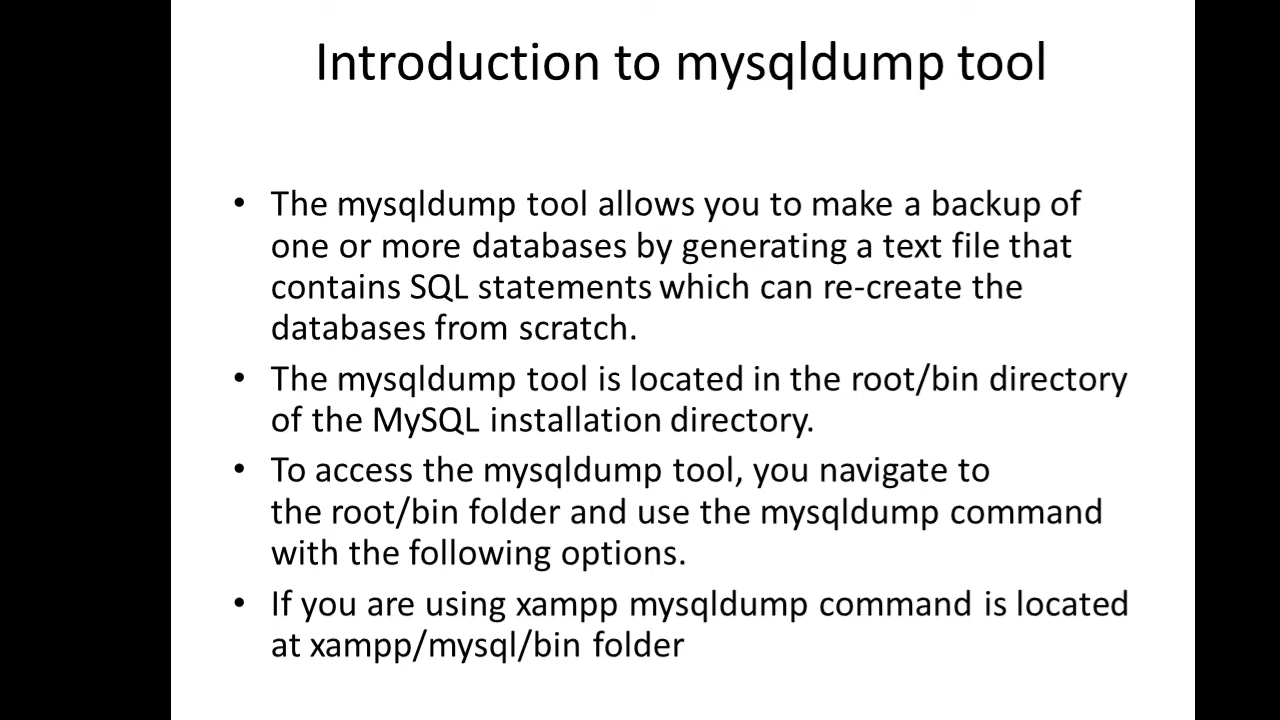 Introduction to mysqldump tool
• The mysqldump tool allows you to make a backup of
one or more databases by generating a text file that
contains SQL statements which can re-create the
databases from scratch.
• The mysqldump tool is located in the root/bin directory
of the MySQL installation directory.
• To access the mysqldump tool, you navigate to
the root/bin folder and use the mysqldump command
with the following options.
• If you are using xampp mysqldump command is located
at xampp/mysql/bin folder